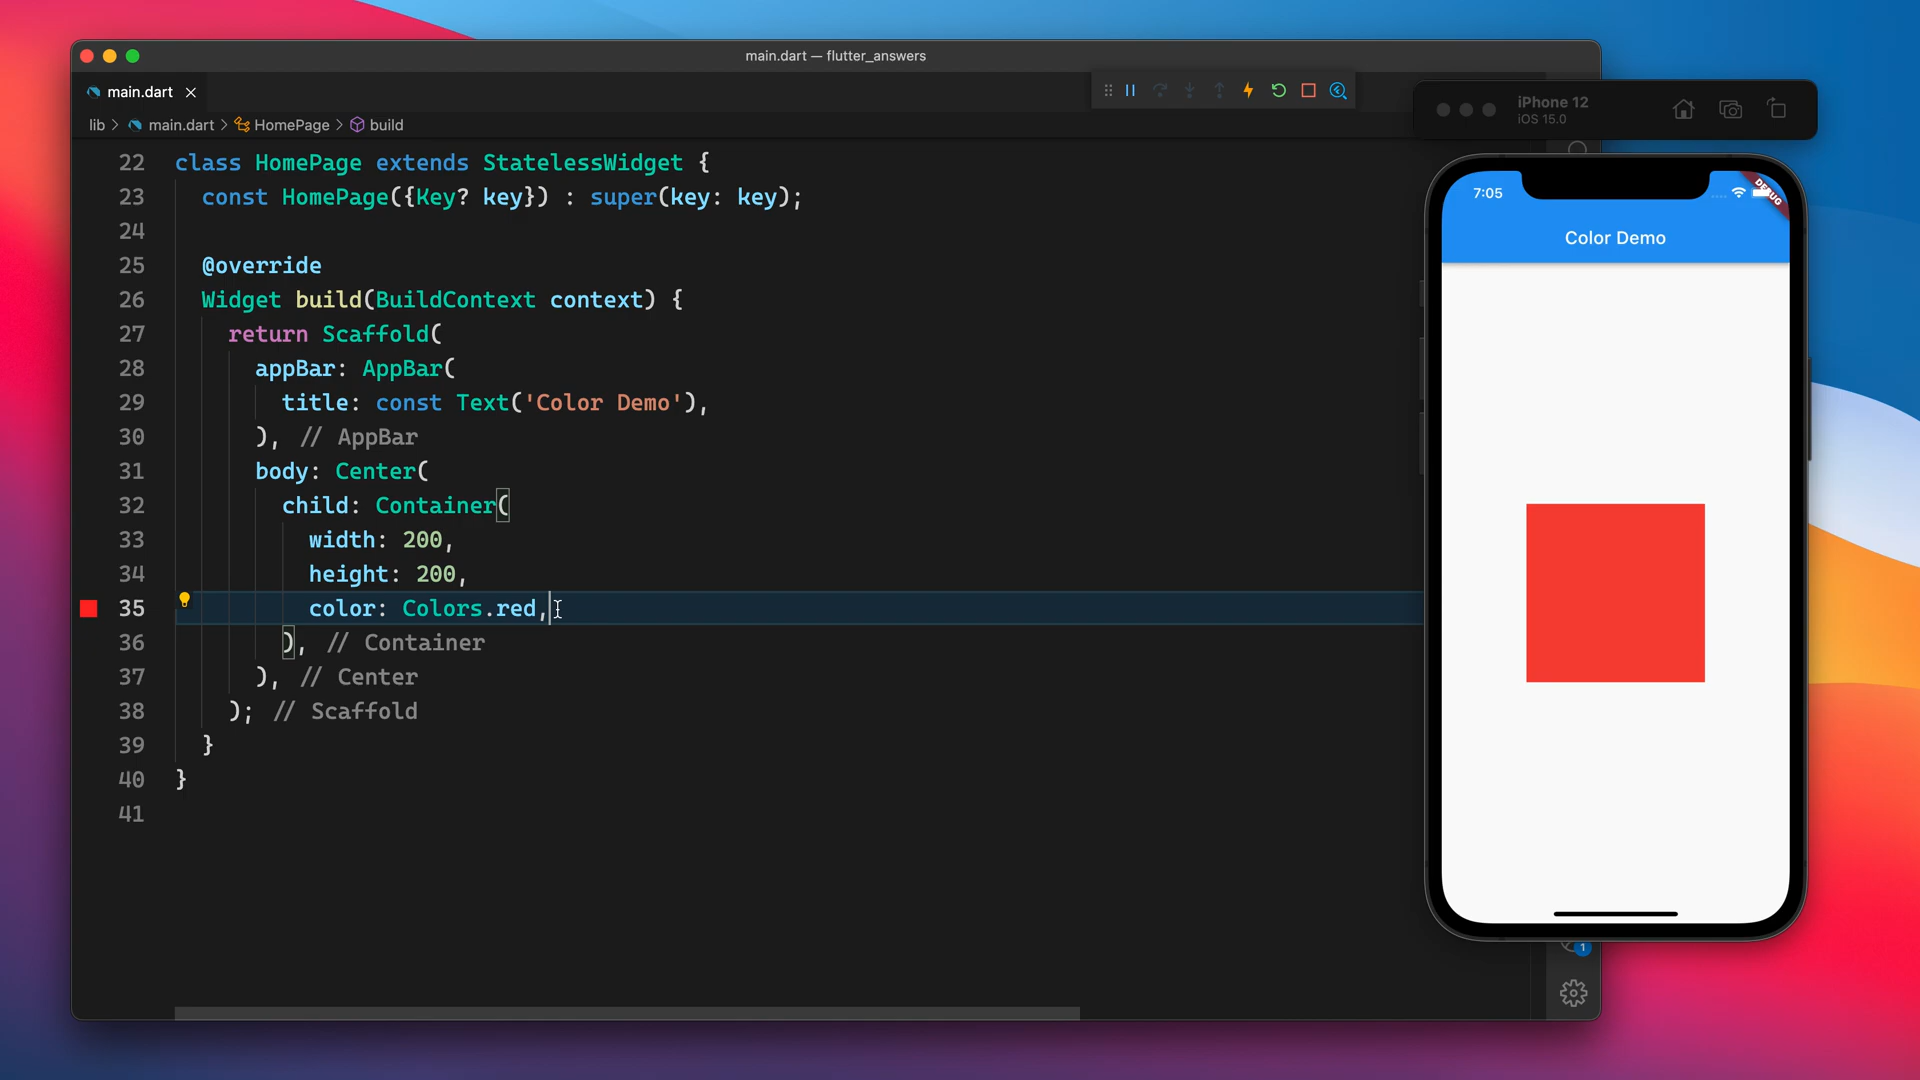 main.dart — flutter_answers
main.dart
lib > main.dart > HomePage > build
22 class HomePage extends StatelessWidget {
23 const HomePage({Key? key}) : super(key: key);
24
25 @override
26 Widget build(BuildContext context) {
27 return Scaffold(
28 appBar: AppBar(
29 title: const Text('Color Demo'),
30 ), // AppBar
31 body: Center(
32 child: Container(
33 width: 200,
34 height: 200,
35 color: Colors.red,
36 ), // Container
37 ), // Center
38 ); // Scaffold
39 }
40 }
41
iPhone 12
iOS 15.0
7:05
DEBUG
Color Demo
1